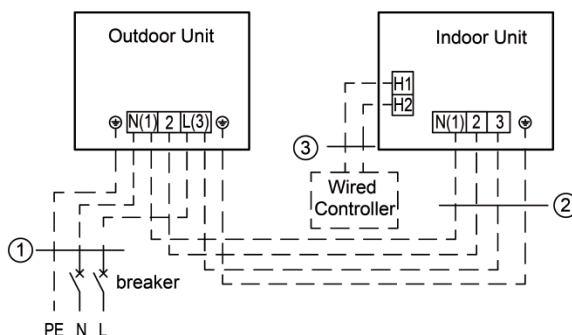 Outdoor Unit
Indoor Unit
H1
H2
N(1) 2 L(3)
N(1) 2 3
3
Wired
Controller
2
1
breaker
PE N L